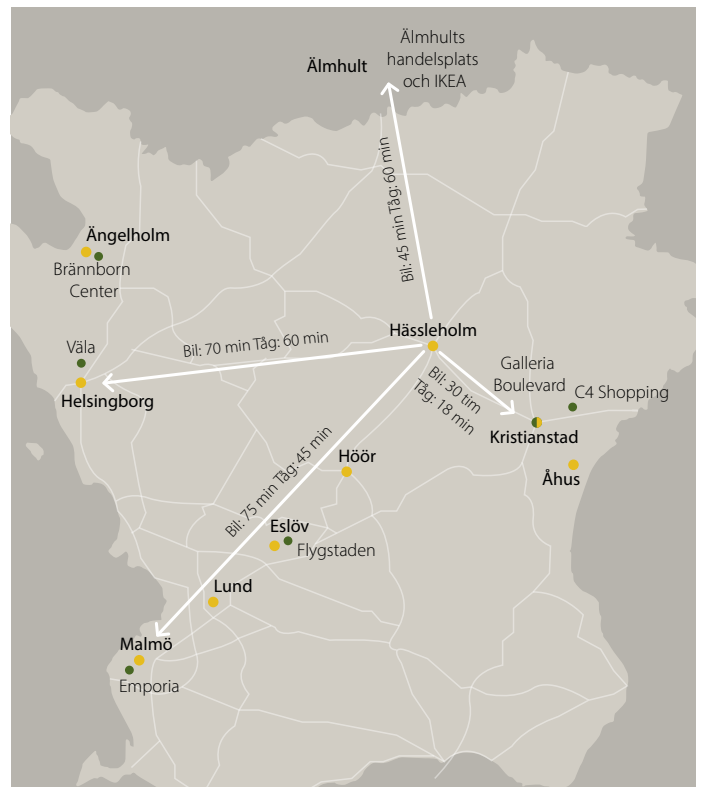 Älmhult
Älmhults
handelsplats
och IKEA
Bil: 45 min Tåg: 60 min
Ängelholm
Brännborn
Center
Hässleholm
Bil: 70 min Tåg: 60 min
Väla
Helsingborg
Bil: 30 tim
Tåg: 18 min
Galleria
Boulevard
C4 Shopping
Kristianstad
Åhus
Bil: 75 min Tåg: 45 min
Höör
Eslöv
Flygstaden
Lund
Malmö
Emporia